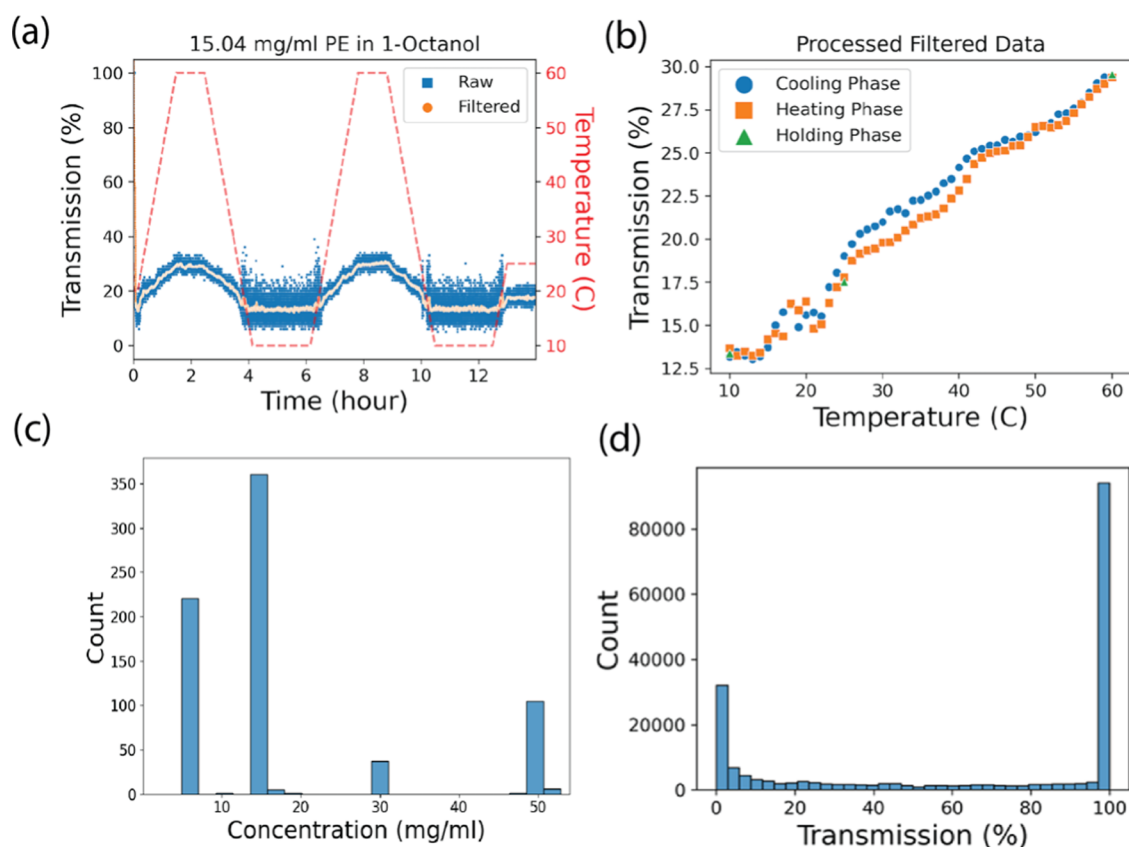 (a)
15.04 mg/ml PE in 1-Octanol
100
80
60
40
20
0
Transmission (%)
Raw
Filtered
60
50
40
30
20
10
Temperature (C)
0
2
4
6
8
10
12
Time (hour)
(b)
Processed Filtered Data
30.0
27.5
25.0
22.5
20.0
17.5
15.0
12.5
Transmission (%)
Cooling Phase
Heating Phase
Holding Phase
10
20
30
40
50
60
Temperature (C)
(c)
350
300
250
200
150
100
50
0
Count
10
20
30
40
50
Concentration (mg/ml)
(d)
80000
60000
40000
20000
0
Count
0
20
40
60
80
100
Transmission (%)